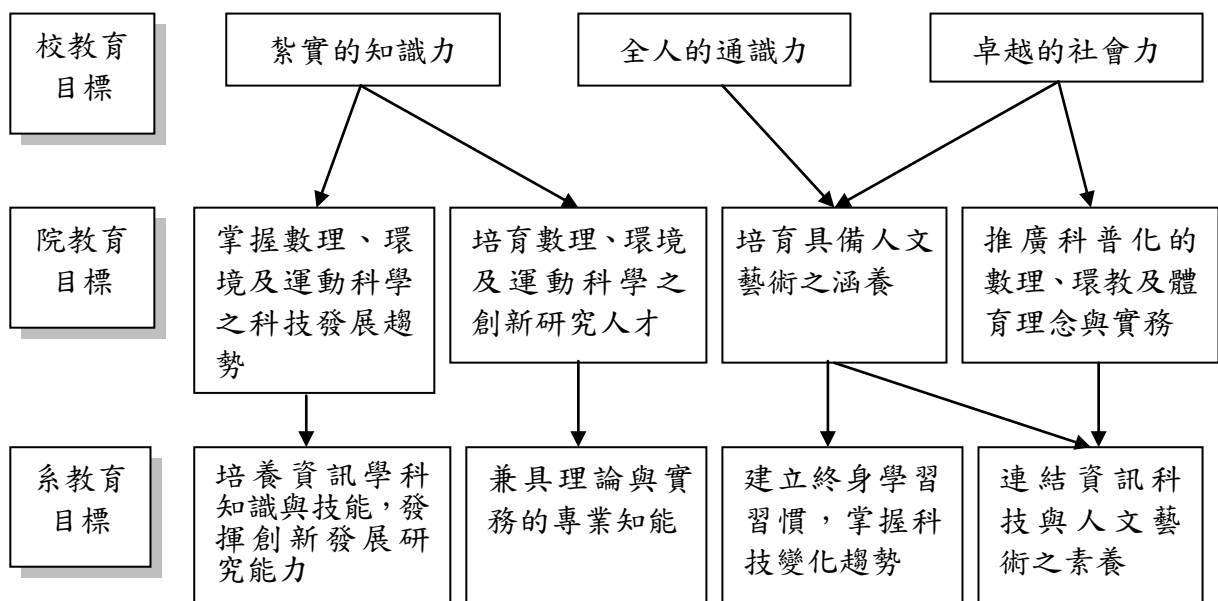 校教育
目標
紮實的知識力
全人的通識力
卓越的社會力
院教育
目標
掌握數理、環
境及運動科學
之科技發展趨
勢
培育數理、環境
及運動科學之
創新研究人才
培育具備人文
藝術之涵養
推廣科普化的
數理、環教及體
育理念與實務
系教育
目標
培養資訊學科
知識與技能，發
揮創新發展研
究能力
兼具理論與實
務的專業知能
建立終身學習
習慣，掌握科
技變化趨勢
連結資訊科
技與人文藝
術之素養